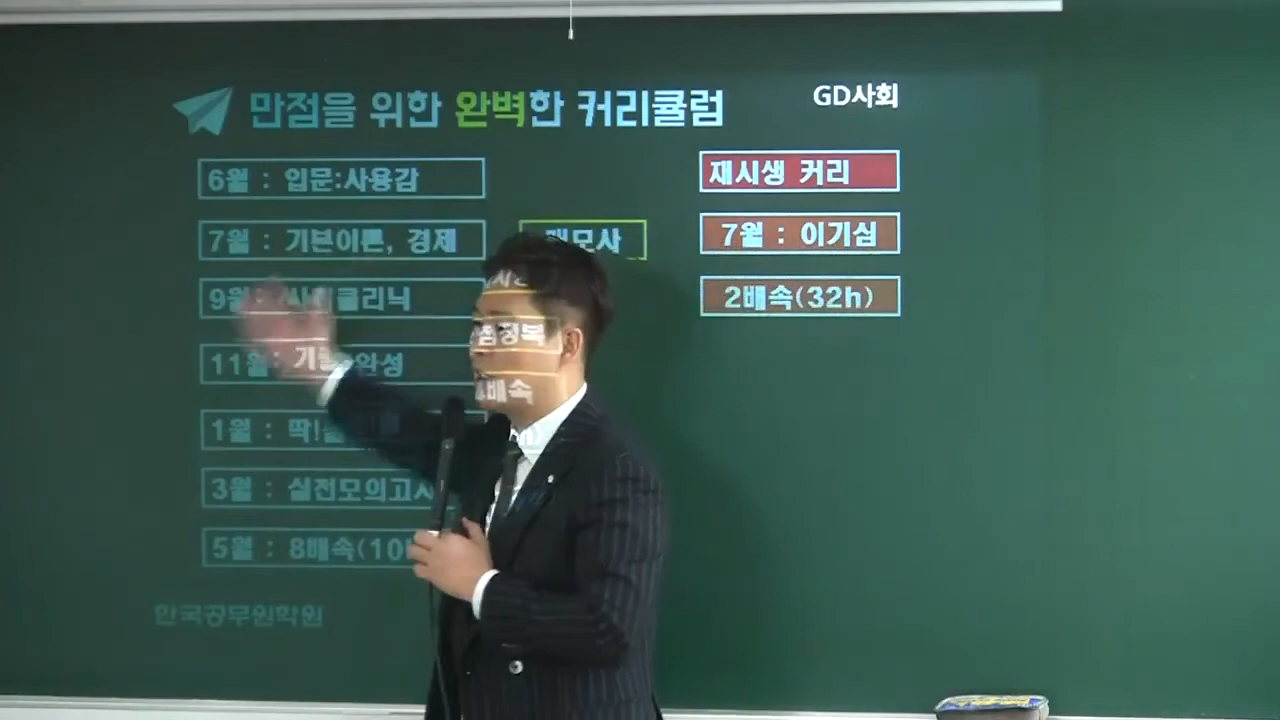 만점을 위한 완벽한 커리큘럼
GD사회
6월 : 입문:사용감
재시생 커리
7월 : 기본이론, 경제
7월 : 이기심
9월
클리닉
2배속(32h)
11월
완성
1월 : 딱!
3월 : 실전모의고사
5월 : 8배속(10
배속
한국공무원학원